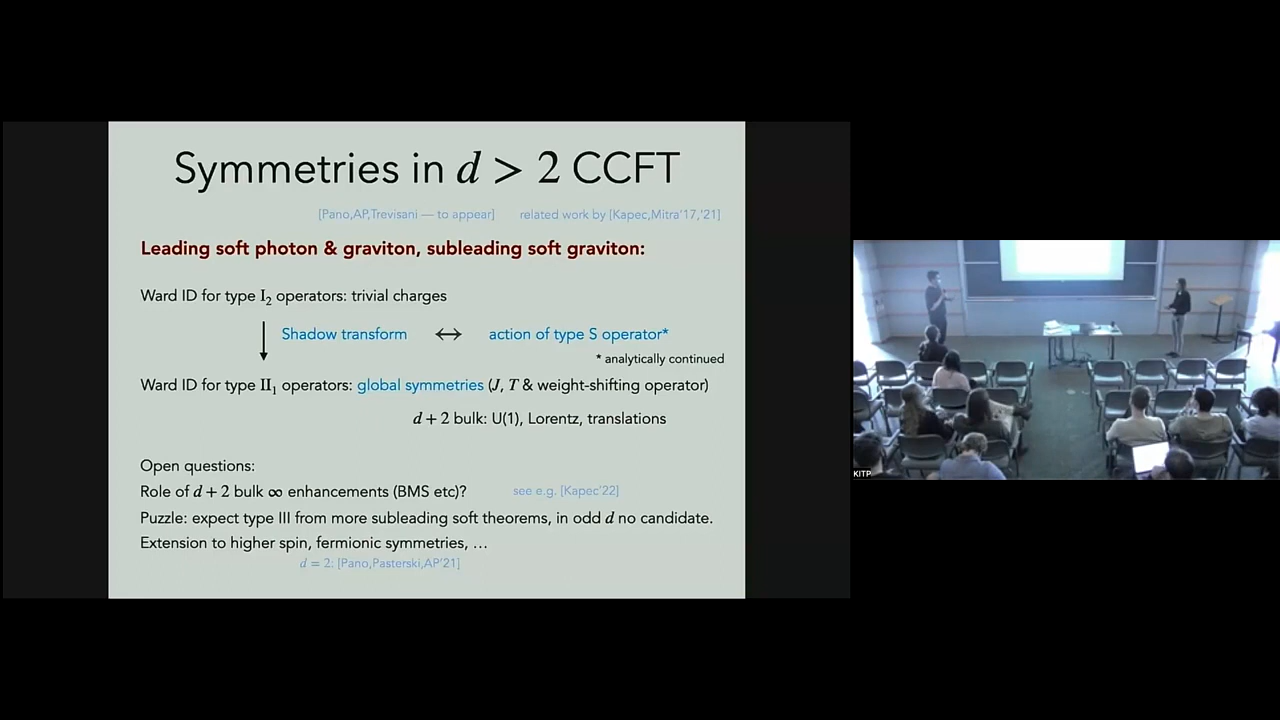 Symmetries in d > 2 CCFT
[Pano,AP,Trevisani — to appear] related work by [Kapec,Mitra'17,'21]
Leading soft photon & graviton, subleading soft graviton:
Ward ID for type I₂ operators: trivial charges
Shadow transform ↔ action of type S operator*
* analytically continued
Ward ID for type II₁ operators: global symmetries (J, T & weight-shifting operator)
d + 2 bulk: U(1), Lorentz, translations
Open questions:
Role of d + 2 bulk ∞ enhancements (BMS etc)? see e.g. [Kapec'22]
Puzzle: expect type III from more subleading soft theorems, in odd d no candidate.
Extension to higher spin, fermionic symmetries, …
d = 2: [Pano,Pasterski,AP'21]
KITP